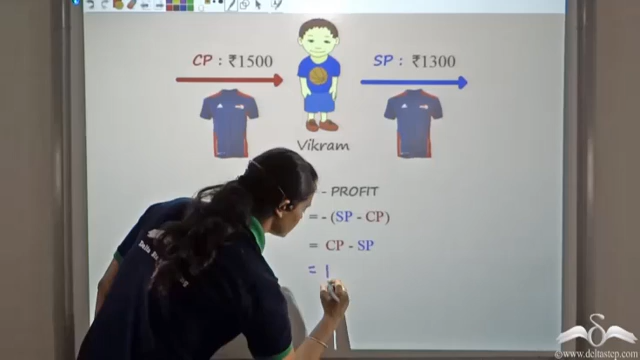 CP : ₹1500
SP : ₹1300
Vikram
- PROFIT
= - (SP - CP)
= CP - SP
= 1
©www.deltastep.com